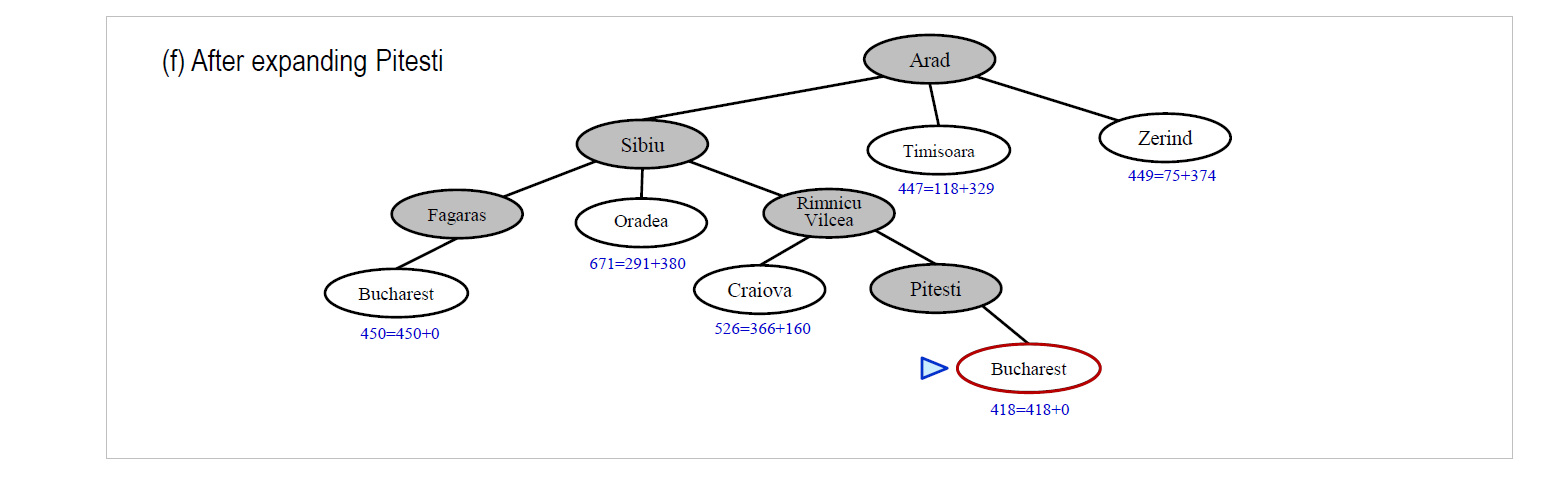 (f) After expanding Pitesti
Arad
Sibiu
Timisoara
447=118+329
Zerind
449=75+374
Fagaras
Oradea
671=291+380
Rimnicu
Vilcea
Bucharest
450=450+0
Craiova
526=366+160
Pitesti
Bucharest
418=418+0